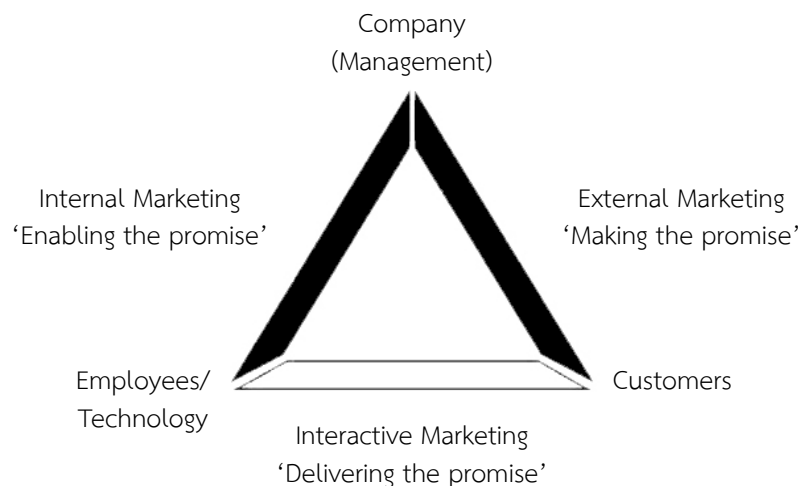 Company
(Management)
Internal Marketing
‘Enabling the promise’
External Marketing
‘Making the promise’
Employees/
Technology
Customers
Interactive Marketing
‘Delivering the promise’